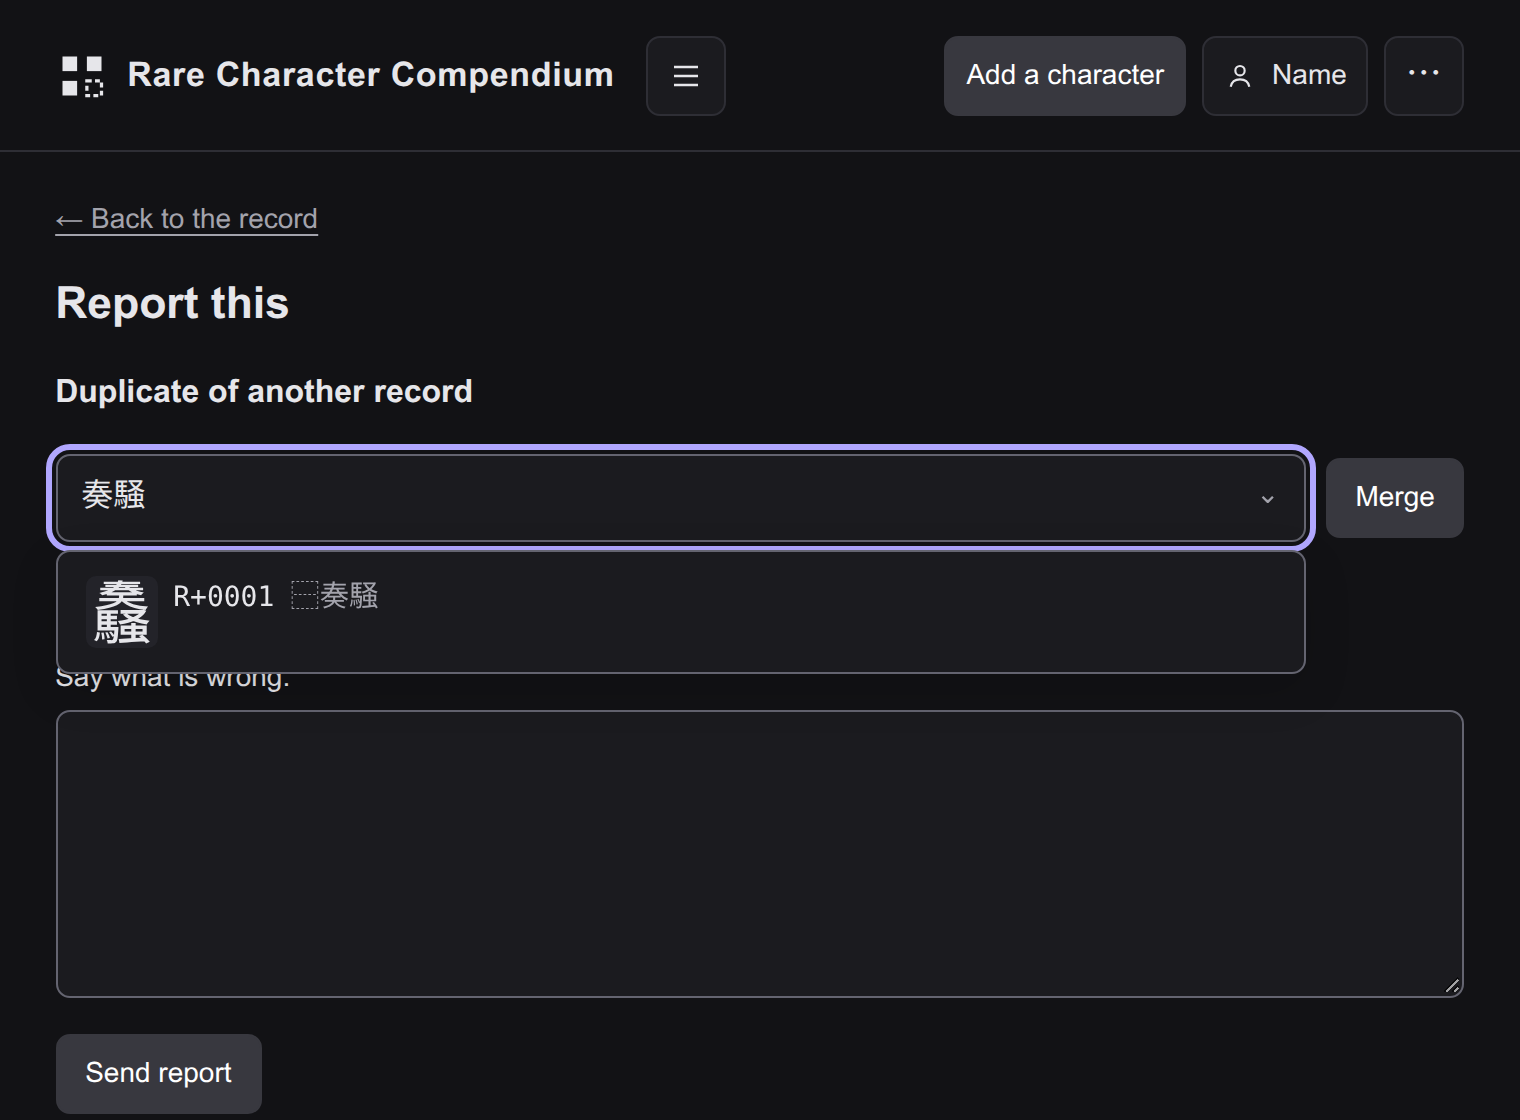 Rare Character Compendium
Add a character
Name
← Back to the record
Report this
Duplicate of another record
奏騷
Merge
R+0001 ⿱奏騷
Say what is wrong.
Send report